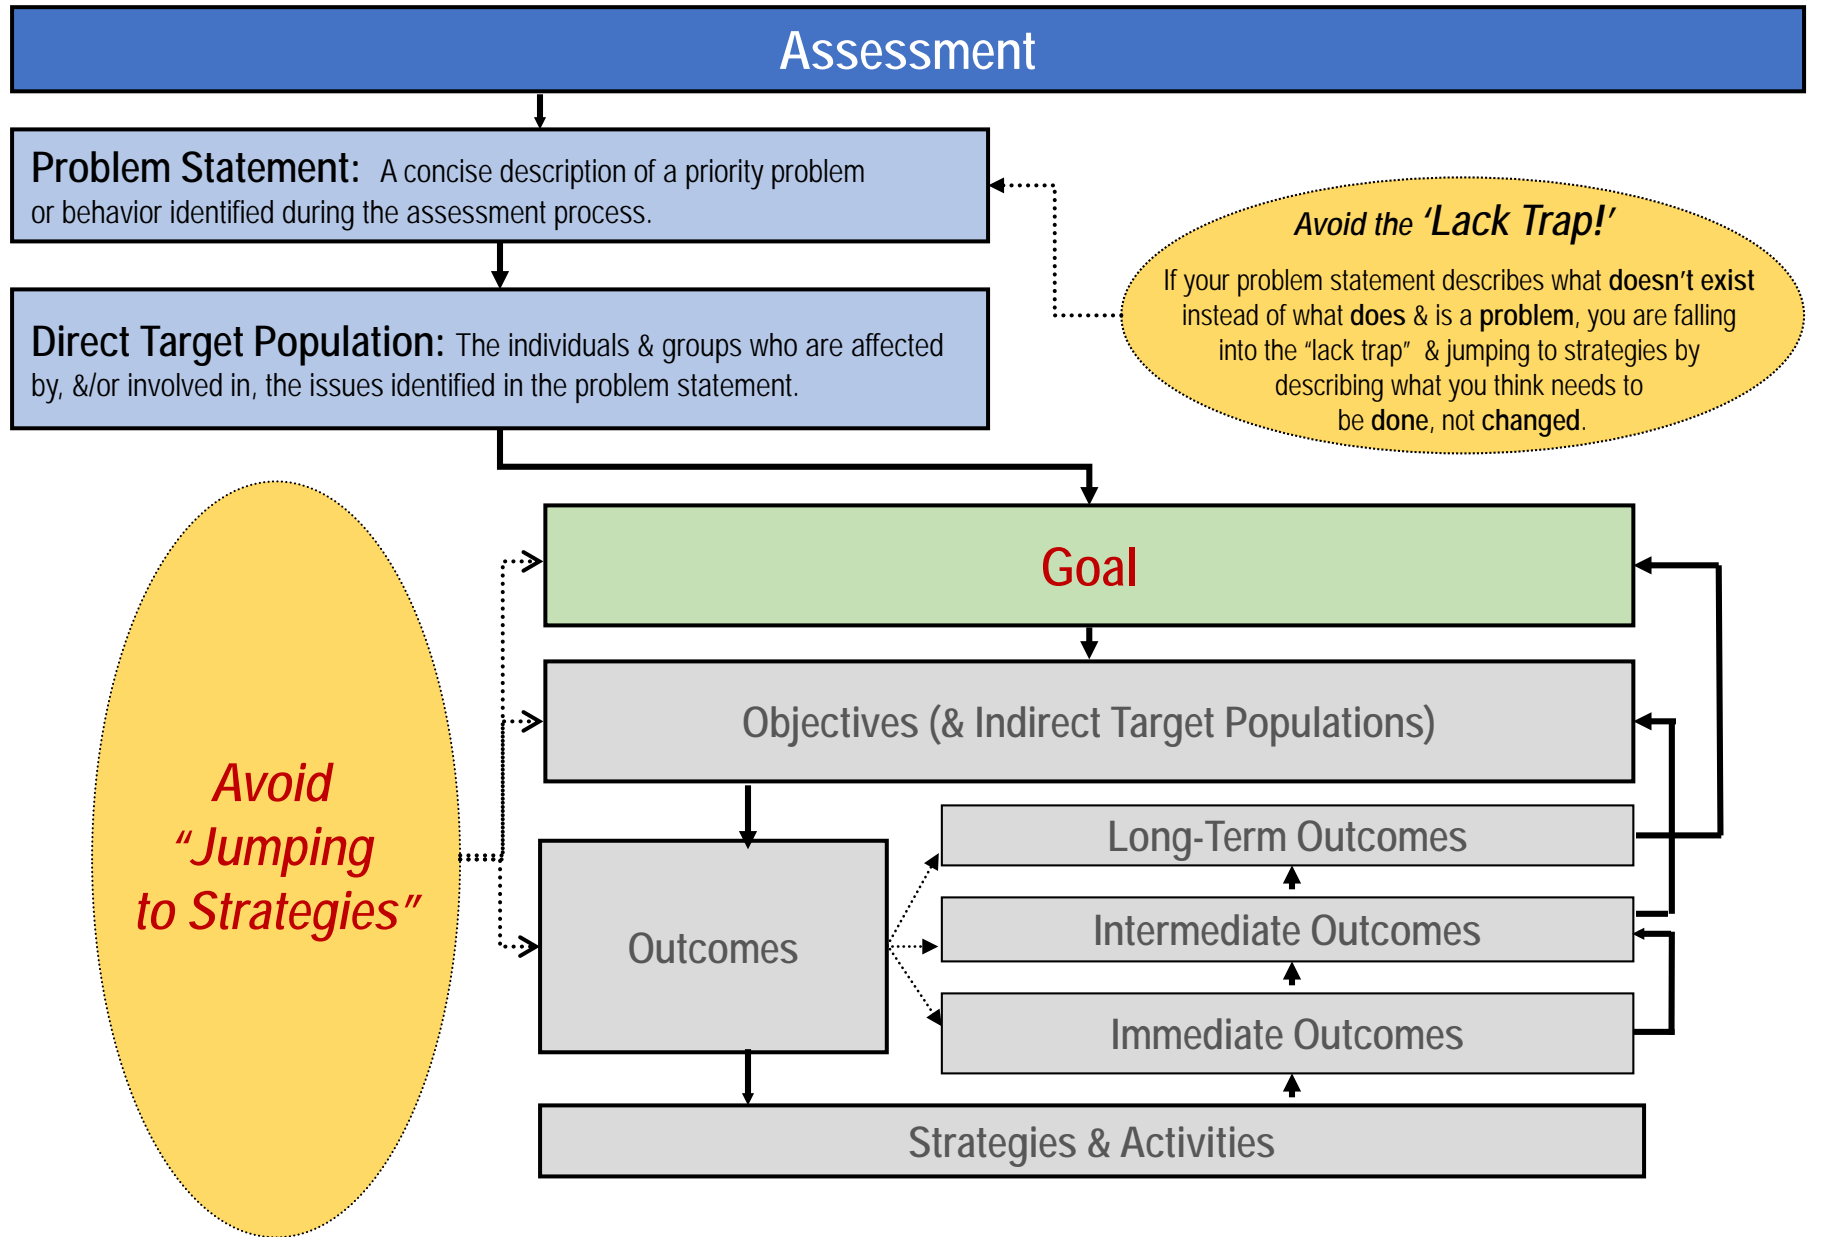 Assessment
Problem Statement: A concise description of a priority problem
or behavior identified during the assessment process.
Avoid the ‘Lack Trap!’
If your problem statement describes what doesn’t exist
instead of what does & is a problem, you are falling
into the “lack trap” & jumping to strategies by
describing what you think needs to
be done, not changed.
Direct Target Population: The individuals & groups who are affected
by, &/or involved in, the issues identified in the problem statement.
Goal
Objectives (& Indirect Target Populations)
Avoid
“Jumping
to Strategies”
Outcomes
Long-Term Outcomes
Intermediate Outcomes
Immediate Outcomes
Strategies & Activities